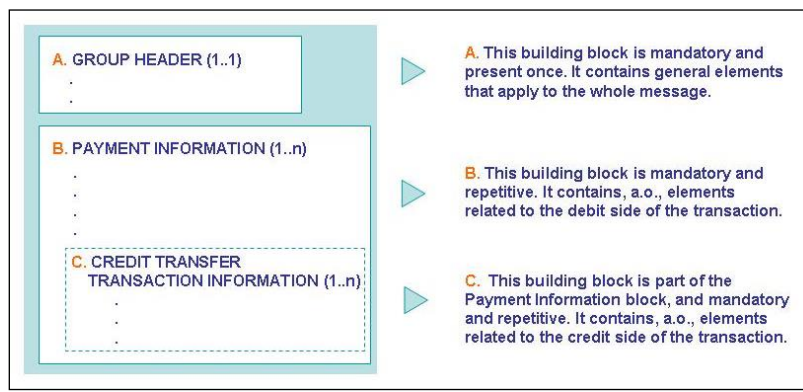 A. GROUP HEADER (1..1)
.
.
A. This building block is mandatory and
present once. It contains general elements
that apply to the whole message.
B. PAYMENT INFORMATION (1..n)
.
.
.
.
B. This building block is mandatory and
repetitive. It contains, a.o., elements
related to the debit side of the transaction.
C. CREDIT TRANSFER
TRANSACTION INFORMATION (1..n)
.
.
.
C. This building block is part of the
Payment Information block, and mandatory
and repetitive. It contains, a.o., elements
related to the credit side of the transaction.